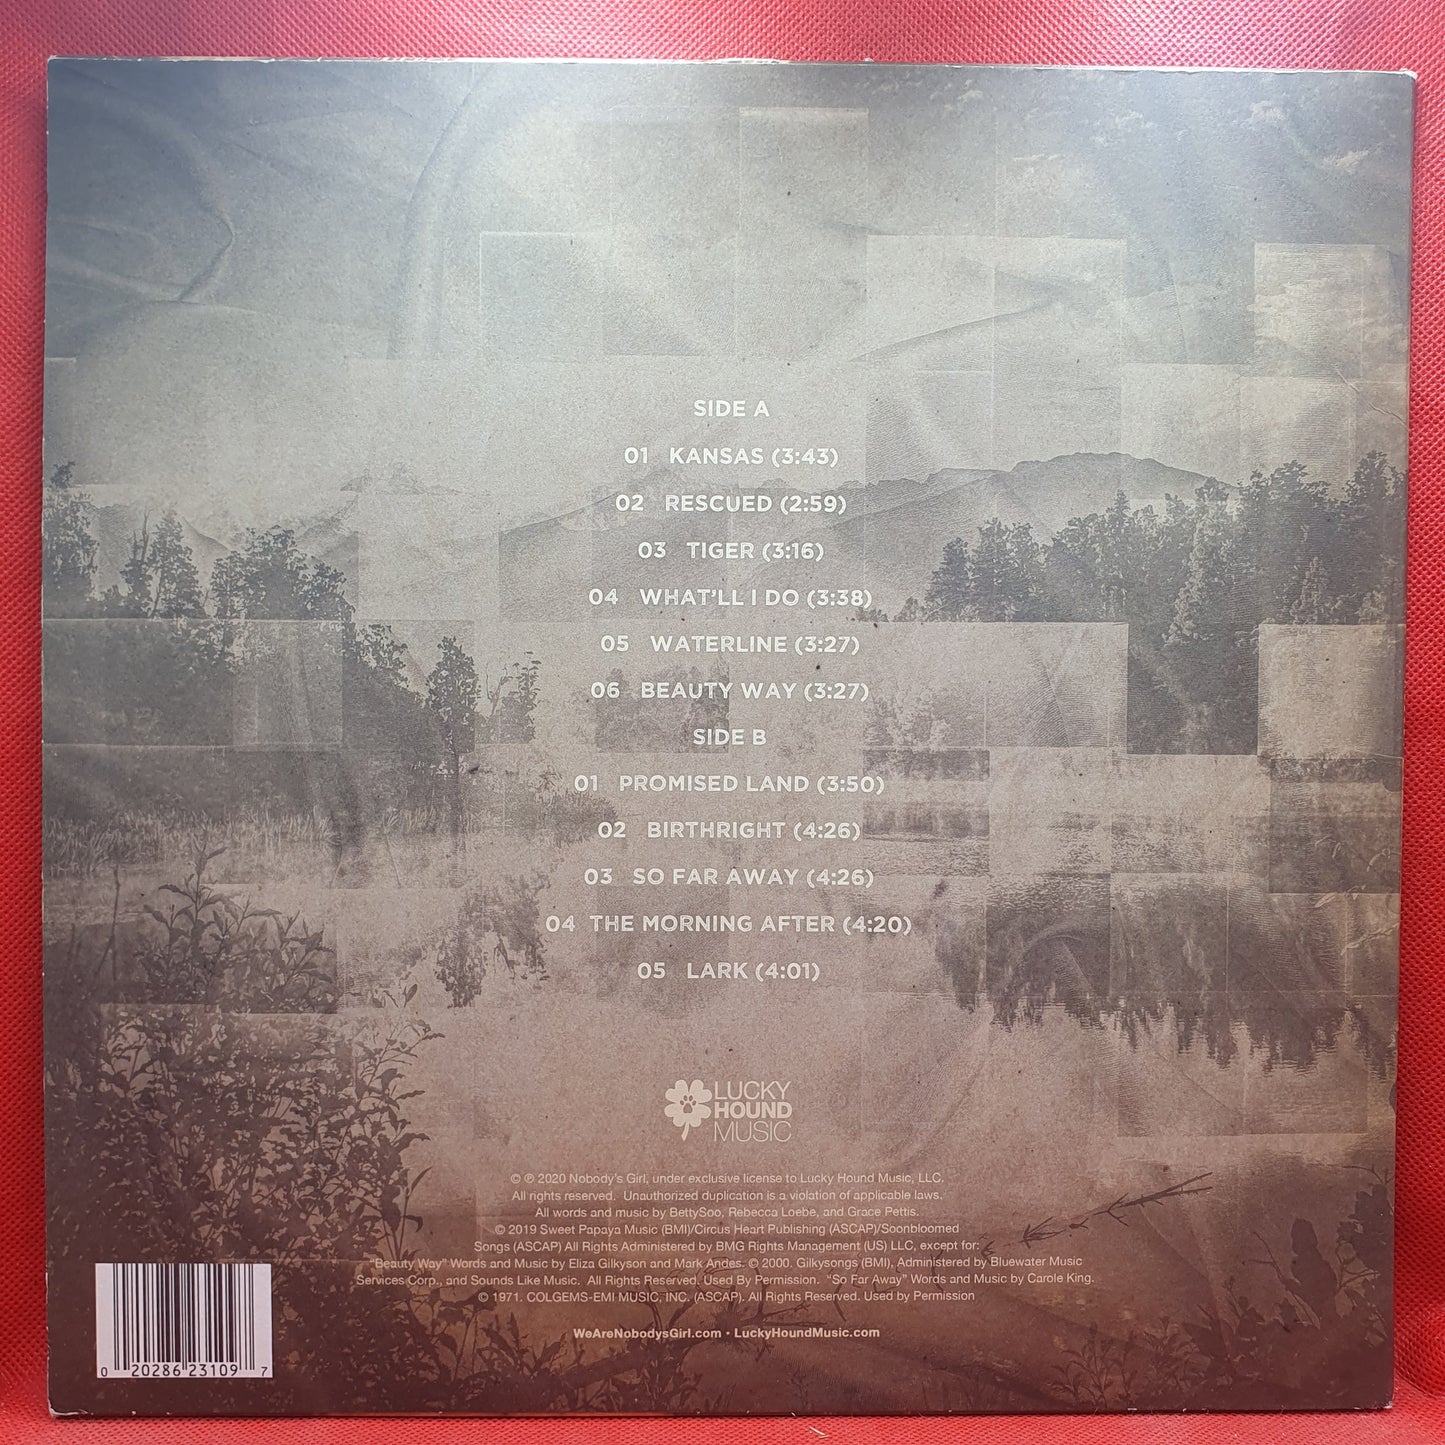 SIDE A
01 KANSAS (3:43)
02 RESCUED (2:59)
03 TIGER (3:16)
04 WHAT'LL I DO (3:38)
05 WATERLINE (3:27)
06 BEAUTY WAY (3:27)
SIDE B
01 PROMISED LAND (3:50)
02 BIRTHRIGHT (4:26)
03 SO FAR AWAY (4:26)
04 THE MORNING AFTER (4:20)
05 LARK (4:01)
LUCKY
HOUND
MUSIC
© ℗ 2020 Nobody's Girl, under exclusive license to Lucky Hound Music, LLC.
All rights reserved. Unauthorized duplication is a violation of applicable laws.
All words and music by BettySoo, Rebecca Loebe, and Grace Pettis.
© 2019 Sweet Papaya Music (BMI)/Circus Heart Publishing (ASCAP)/Soonbloomed
Songs (ASCAP) All Rights Administered by BMG Rights Management (US) LLC, except for:
"Beauty Way" Words and Music by Eliza Gilkyson and Mark Andes. © 2000. Gilkysongs (BMI), Administered by Bluewater Music
Services Corp., and Sounds Like Music. All Rights Reserved. Used By Permission. "So Far Away" Words and Music by Carole King.
© 1971. COLGEMS-EMI MUSIC, INC. (ASCAP). All Rights Reserved. Used by Permission
WeAreNobodysGirl.com • LuckyHoundMusic.com
0 20286 23109 7